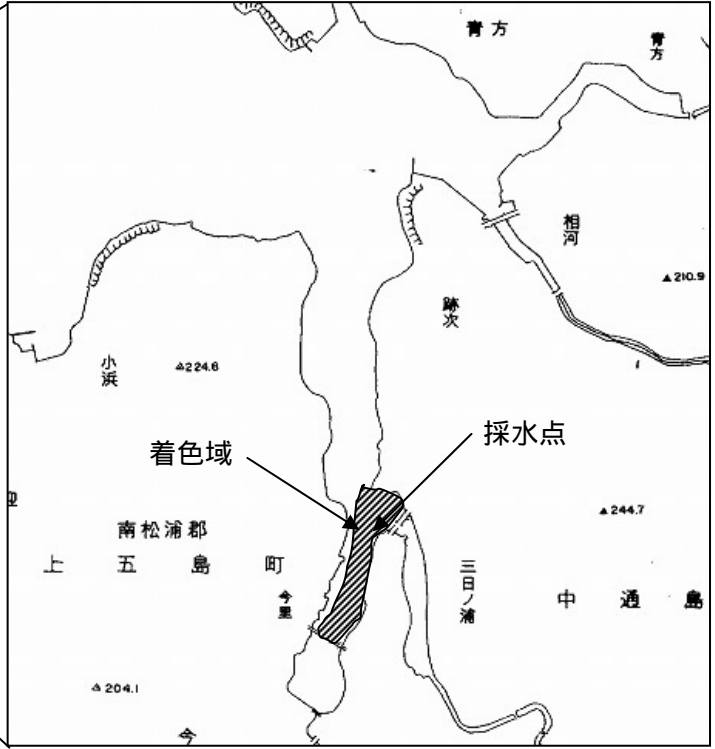 青方
青方
相河
▲210.9
跡次
小浜
△224.6
着色域
採水点
▲244.7
南松浦郡
上五島町
今里
三日ノ浦
中通島
△204.1
今